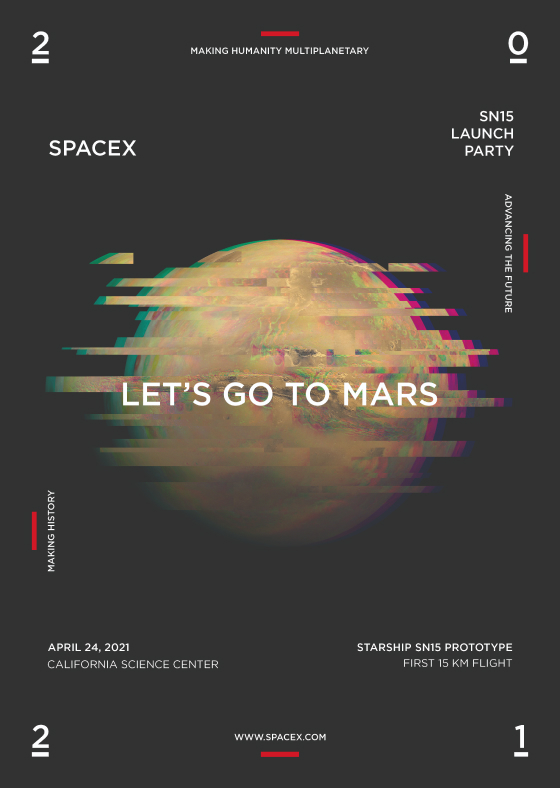 2
MAKING HUMANITY MULTIPLANETARY
0
SPACEX
SN15
LAUNCH
PARTY
ADVANCING THE FUTURE
LET’S GO TO MARS
MAKING HISTORY
APRIL 24, 2021
CALIFORNIA SCIENCE CENTER
STARSHIP SN15 PROTOTYPE
FIRST 15 KM FLIGHT
2
WWW.SPACEX.COM
1